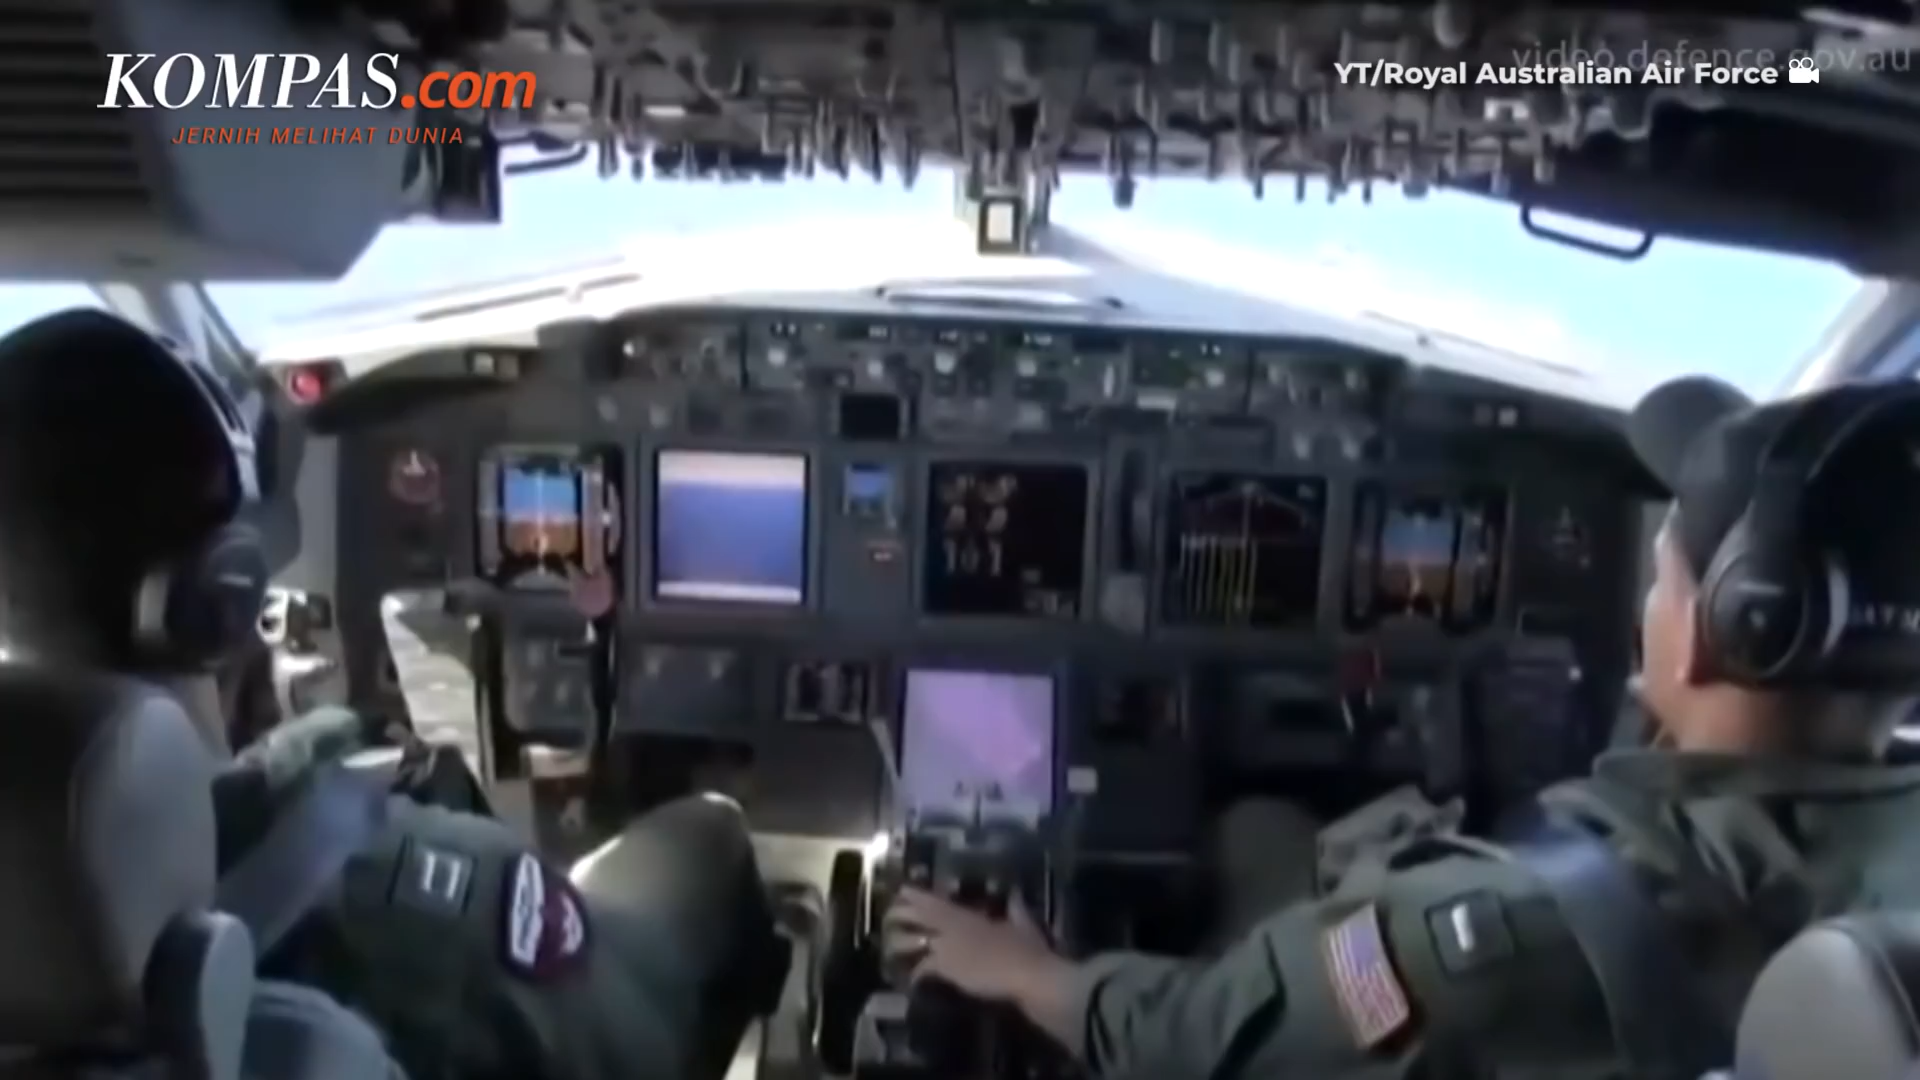 KOMPAS.com
JERNIH MELIHAT DUNIA
video.defence.gov.au
YT/Royal Australian Air Force